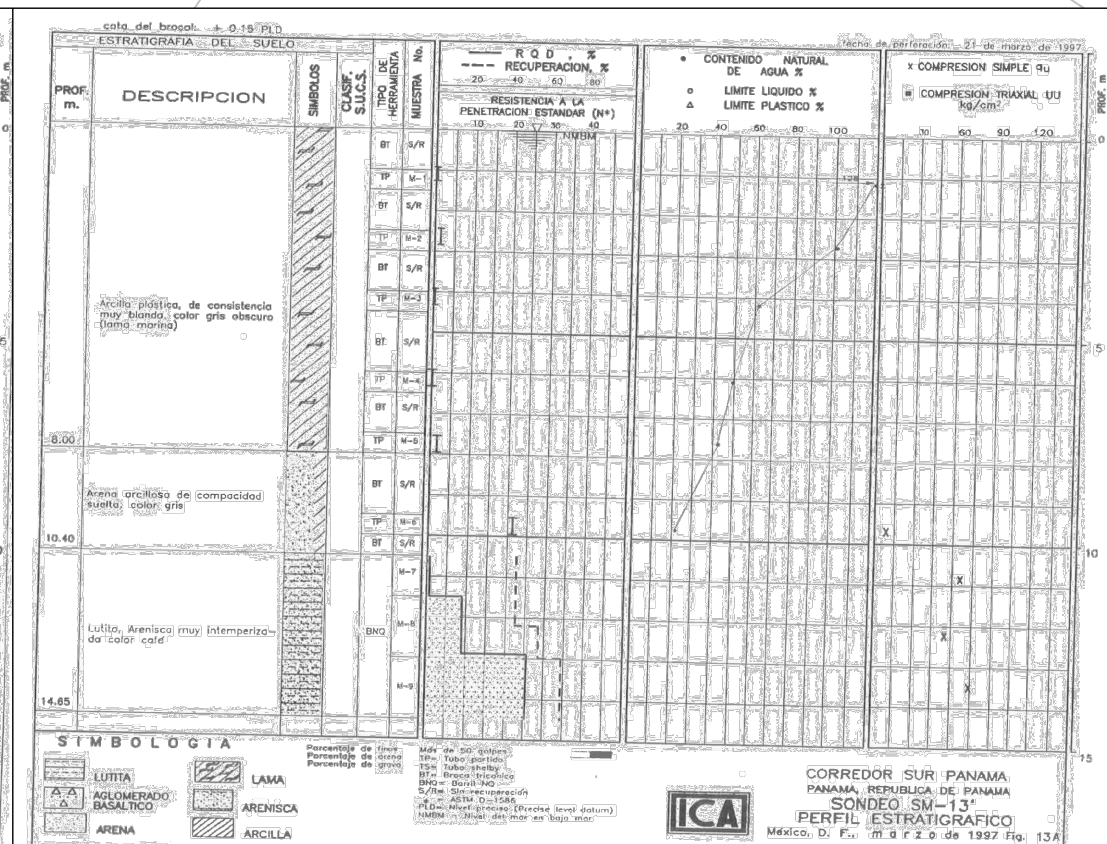 cota del brocal: + 0.15 PLD
fecha de perforación: 21 de marzo de 1997
ESTRATIGRAFIA DEL SUELO
PROF. m.
DESCRIPCION
SIMBOLOS
CLASIF. S.U.C.S.
TIPO DE HERRAMIENTA
MUESTRA No.
R Q D , %
RECUPERACION, %
20 40 60 80
RESISTENCIA A LA
PENETRACION ESTANDAR (N*)
10 20 30 40
NMBM
CONTENIDO NATURAL
DE AGUA %
LIMITE LIQUIDO %
LIMITE PLASTICO %
20 40 60 80 100
x COMPRESION SIMPLE qu
COMPRESION TRIAXIAL UU
kg/cm²
60 90 120
PROF. m
0
0
BT S/R
TP M-1
BT S/R
TP M-2
BT S/R
TP M-3
BT S/R
TP M-4
BT S/R
TP M-5
BT S/R
TP M-6
BT S/R
M-7
BNQ
M-8
M-9
Arcilla plástica, de consistencia
muy blanda, color gris obscuro
(lama marina)
5
8.00
Arena arcillosa de compacidad
suelta, color gris
10.40
10
Lutita, Arenisca muy intemperiza-
da color café
14.65
15
SIMBOLOGIA
LUTITA
AGLOMERADO
BASALTICO
ARENA
LAMA
ARENISCA
ARCILLA
Porcentaje de finos
Porcentaje de arena
Porcentaje de grava
Más de 50 golpes
TP= Tubo partido
TS= Tubo shelby
BT= Broca tricónica
BNQ= Barril NQ
S/R= Sin recuperación
* = ASTM D-1586
PLD= Nivel preciso (Precise level datum)
NMBM = Nivel del mar en bajo mar
ICA
CORREDOR SUR PANAMA
PANAMA, REPUBLICA DE PANAMA
SONDEO SM-13ª
PERFIL ESTRATIGRAFICO
México, D. F., marzo de 1997 Fig. 13A